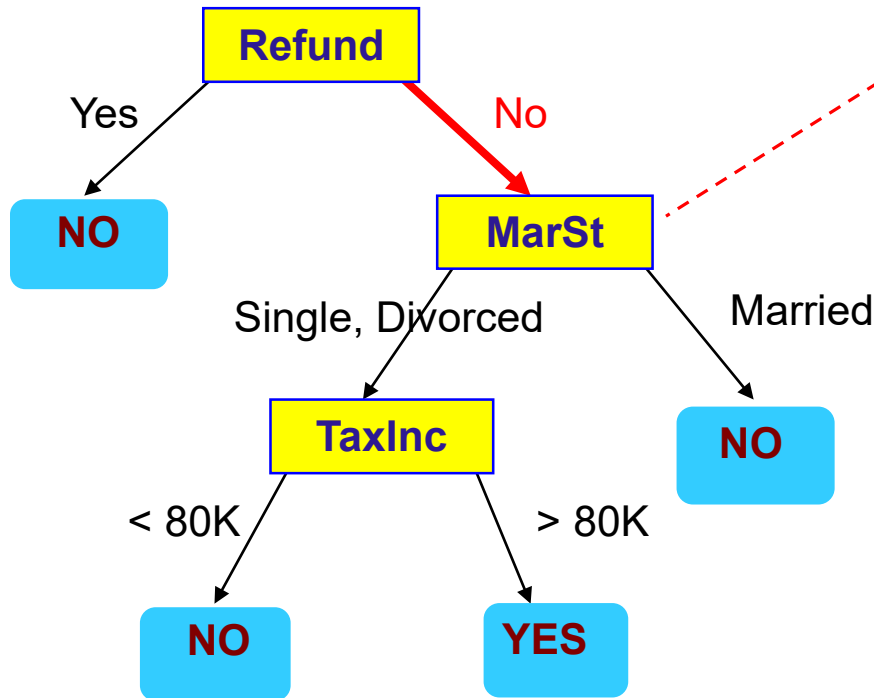 Refund
Yes
No
NO
MarSt
Single, Divorced
Married
TaxInc
NO
< 80K
> 80K
NO
YES